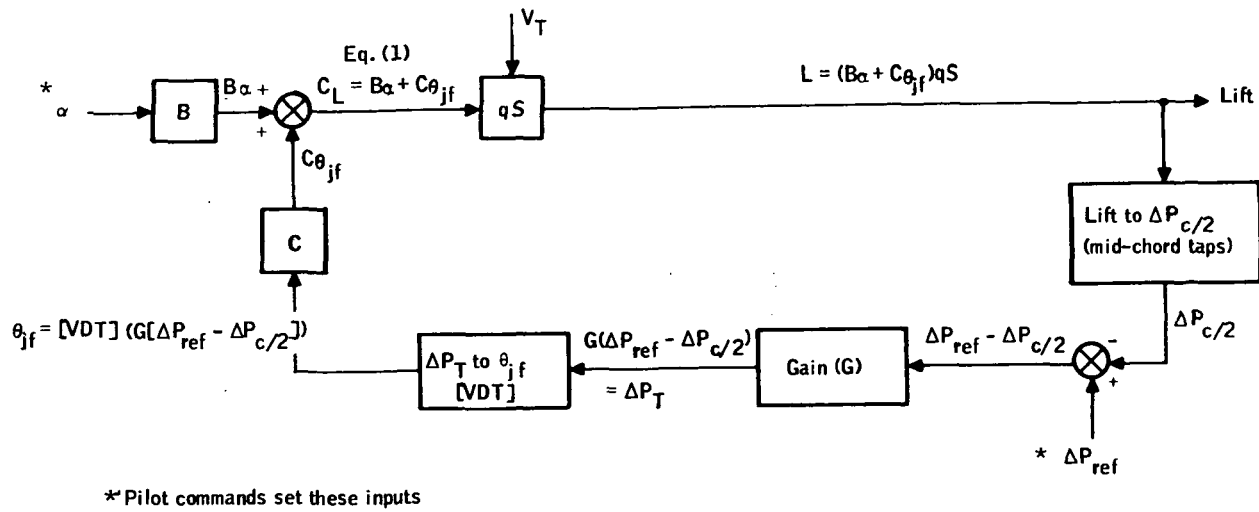 V_T
Eq. (1)
* α
B
Bα +
+
C_L = Bα + Cθ_jf
qS
L = (Bα + Cθ_jf)qS
Lift
Cθ_jf
C
Lift to ΔP_c/2
(mid-chord taps)
ΔP_c/2
θ_jf = [VDT] (G[ΔP_ref - ΔP_c/2])
ΔP_T to θ_jf
[VDT]
G(ΔP_ref - ΔP_c/2)
= ΔP_T
Gain (G)
ΔP_ref - ΔP_c/2
-
+
* ΔP_ref
*Pilot commands set these inputs